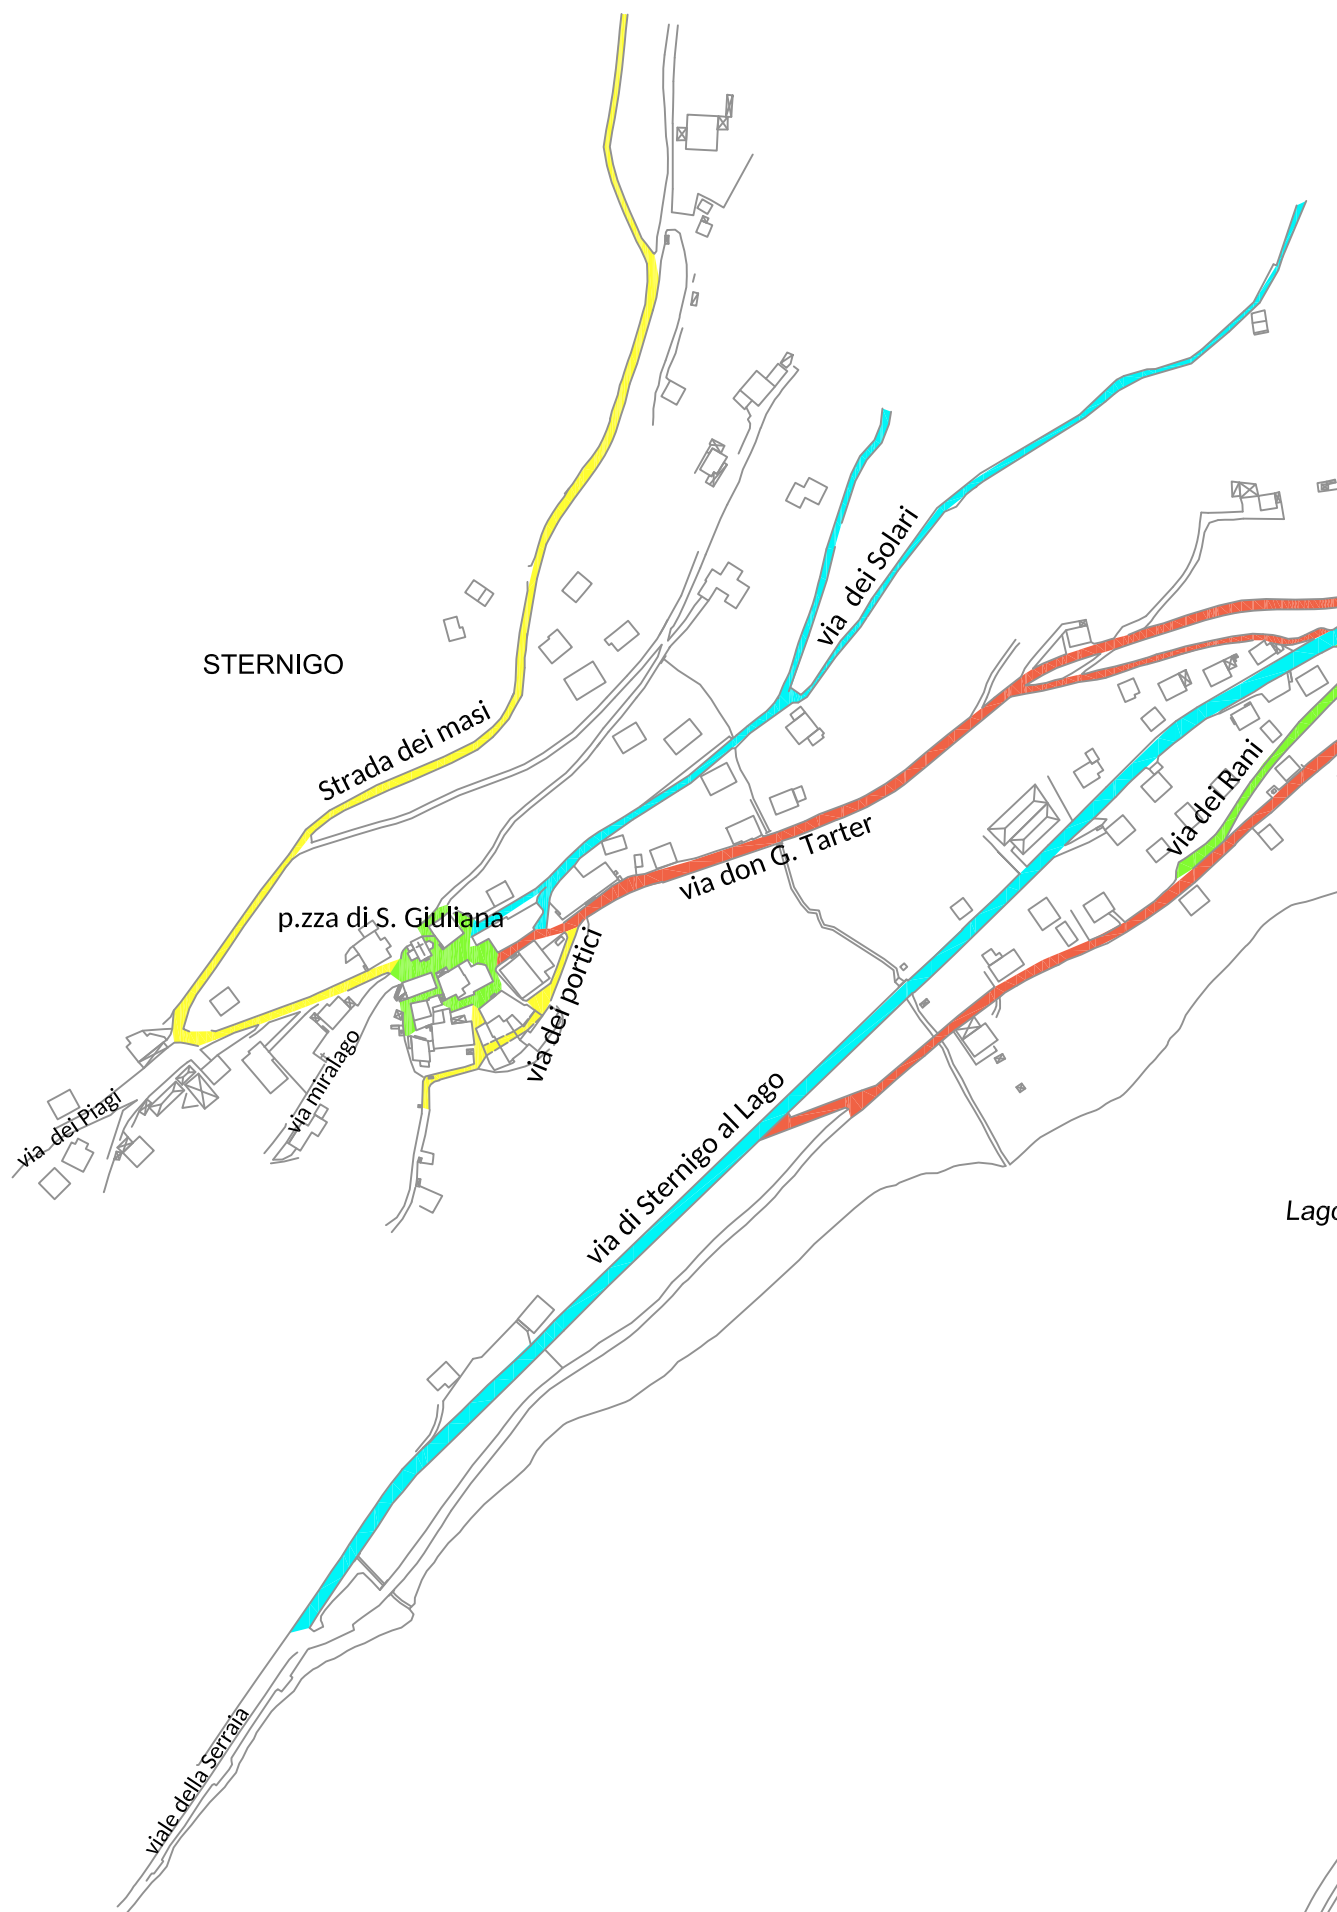 via dei Solari
STERNIGO
Strada dei masi
via dei Rani
via don G. Tarter
p.zza di S. Giuliana
via dei portici
via miralago
via dei Piagi
via di Sternigo al Lago
Lago
viale della Serraia